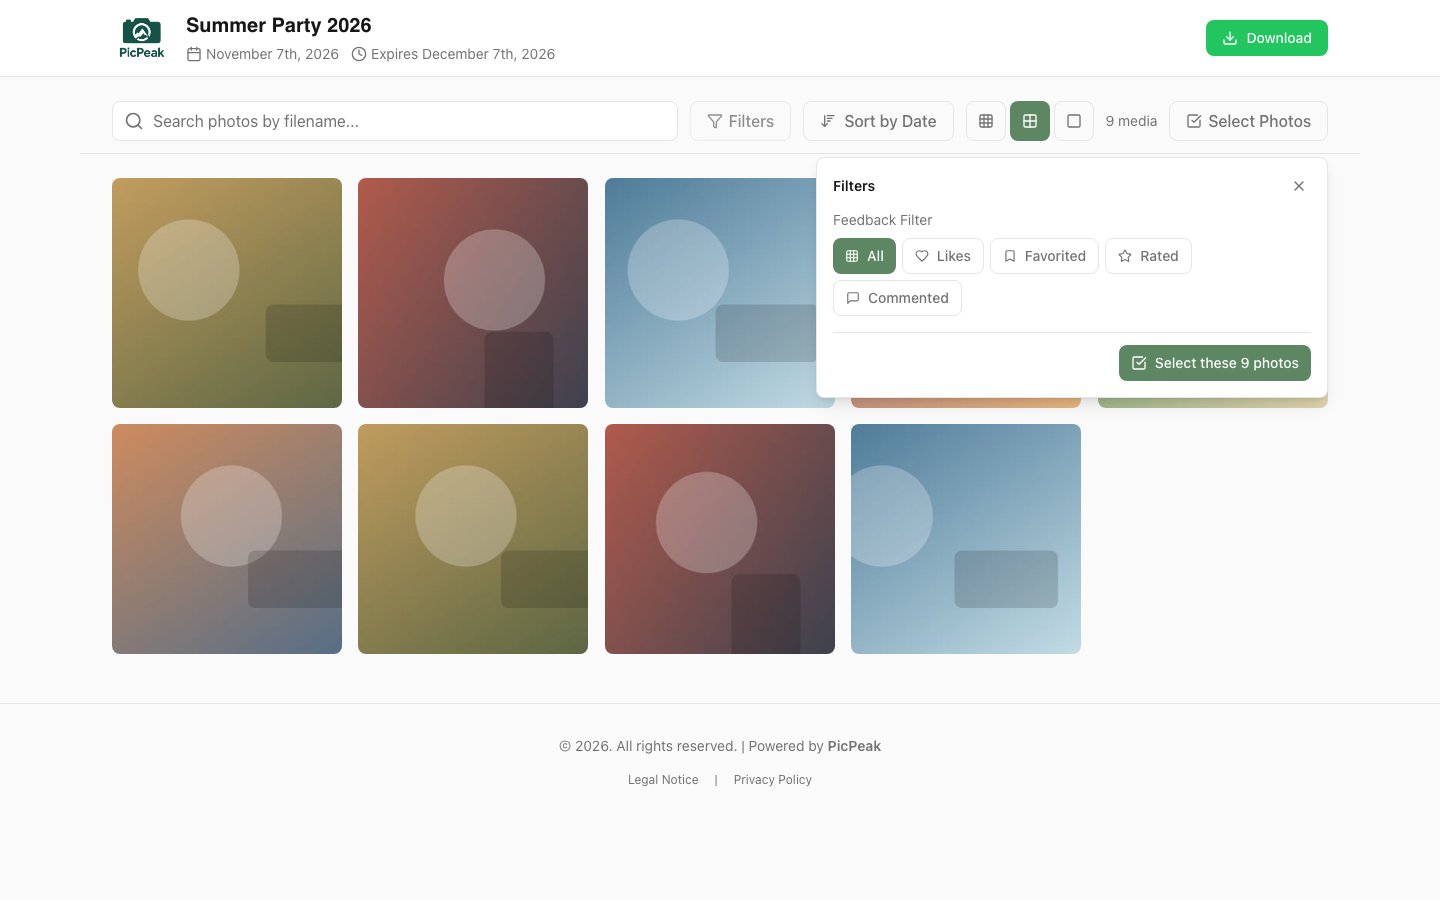 PicPeak
Summer Party 2026
November 7th, 2026 Expires December 7th, 2026
Download
Search photos by filename...
Filters
Sort by Date
9 media
Select Photos
Filters
Feedback Filter
All
Likes
Favorited
Rated
Commented
Select these 9 photos
© 2026. All rights reserved. | Powered by PicPeak
Legal Notice | Privacy Policy